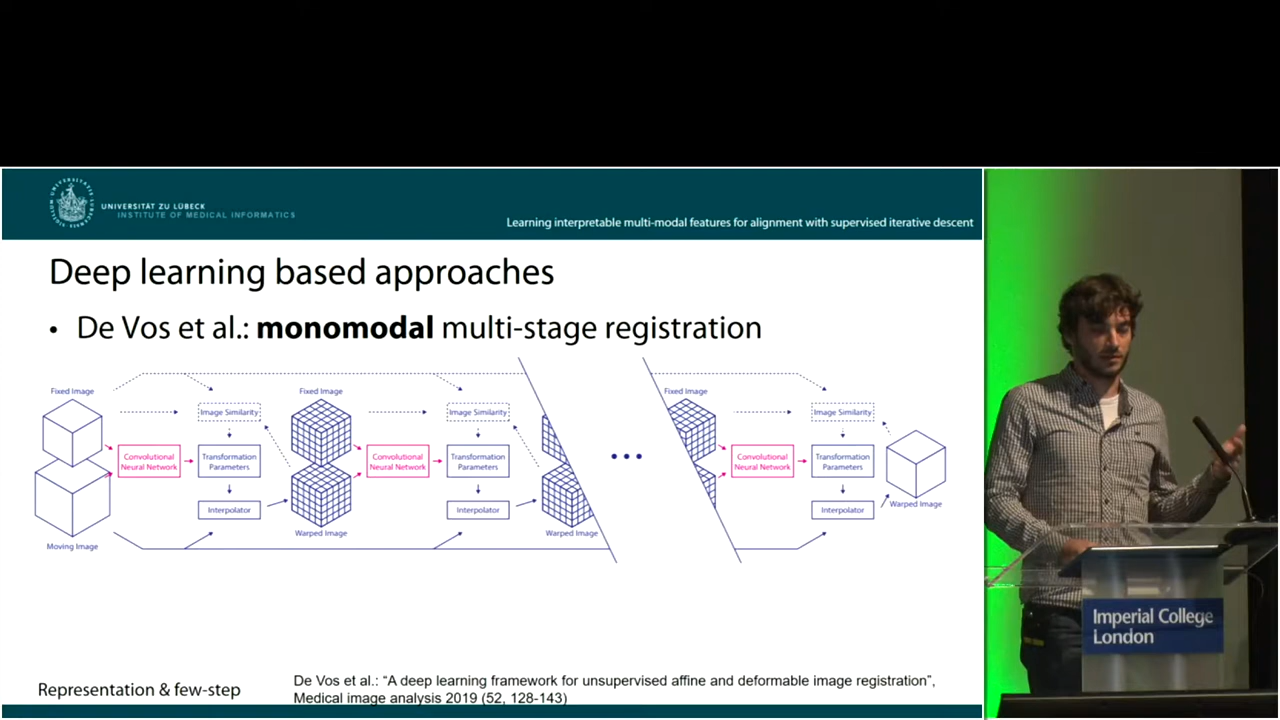 UNIVERSITÄT ZU LÜBECK
INSTITUTE OF MEDICAL INFORMATICS
Learning interpretable multi-modal features for alignment with supervised iterative descent
Deep learning based approaches
• De Vos et al.: monomodal multi-stage registration
Fixed Image
Image Similarity
Convolutional
Neural Network
Transformation
Parameters
Interpolator
Moving Image
Fixed Image
Warped Image
Convolutional
Neural Network
Image Similarity
Transformation
Parameters
Interpolator
Warped Image
•••
Fixed Image
Convolutional
Neural Network
Image Similarity
Transformation
Parameters
Interpolator
Warped Image
Representation & few-step
De Vos et al.: “A deep learning framework for unsupervised affine and deformable image registration”,
Medical image analysis 2019 (52, 128-143)
Imperial College
London